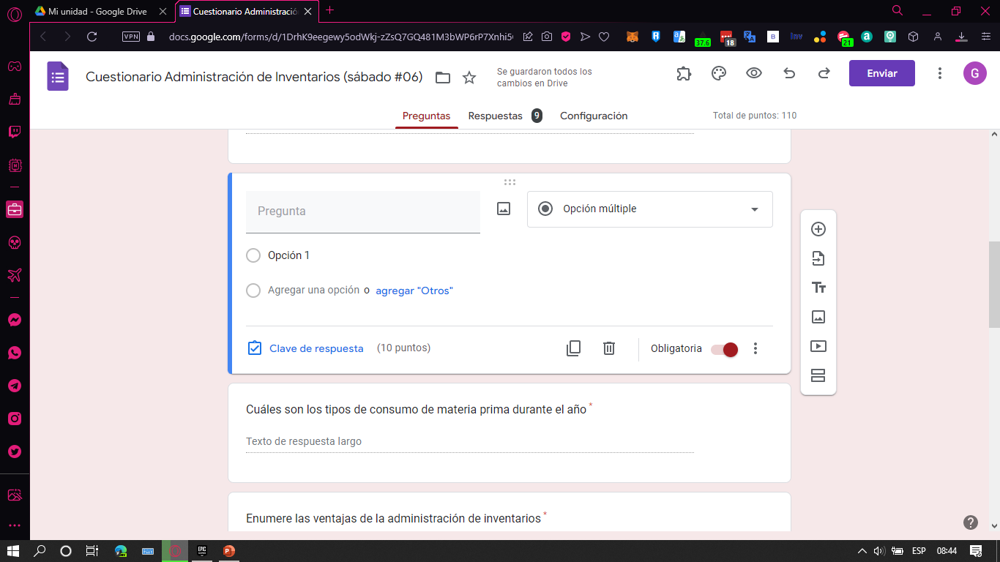 Mi unidad - Google Drive
Cuestionario Administració
VPN
docs.google.com/forms/d/1DrhK9eegewy5odWkj-zZsQ7GQ481M3bWP6rP7Xnhi5
37.6
18
B
Inv
21
a
Cuestionario Administración de Inventarios (sábado #06)
Se guardaron todos los
cambios en Drive
Enviar
G
Preguntas
Respuestas 9
Configuración
Total de puntos: 110
Pregunta
Opción múltiple
Opción 1
Agregar una opción o agregar "Otros"
Clave de respuesta (10 puntos)
Obligatoria
Cuáles son los tipos de consumo de materia prima durante el año *
Texto de respuesta largo
Enumere las ventajas de la administración de inventarios *
ESP
08:44